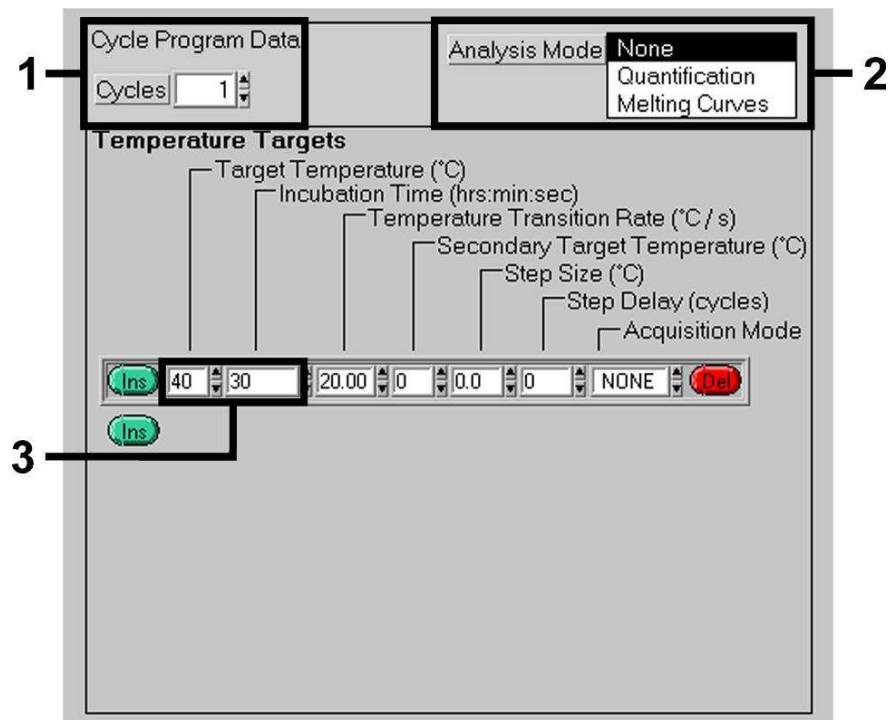 Cycle Program Data
1
Cycles 1
Analysis Mode None
Quantification
Melting Curves
2
Temperature Targets
Target Temperature (°C)
Incubation Time (hrs:min:sec)
Temperature Transition Rate (°C / s)
Secondary Target Temperature (°C)
Step Size (°C)
Step Delay (cycles)
Acquisition Mode
Ins 40 30 20.00 0 0.0 0 NONE Del
Ins
3